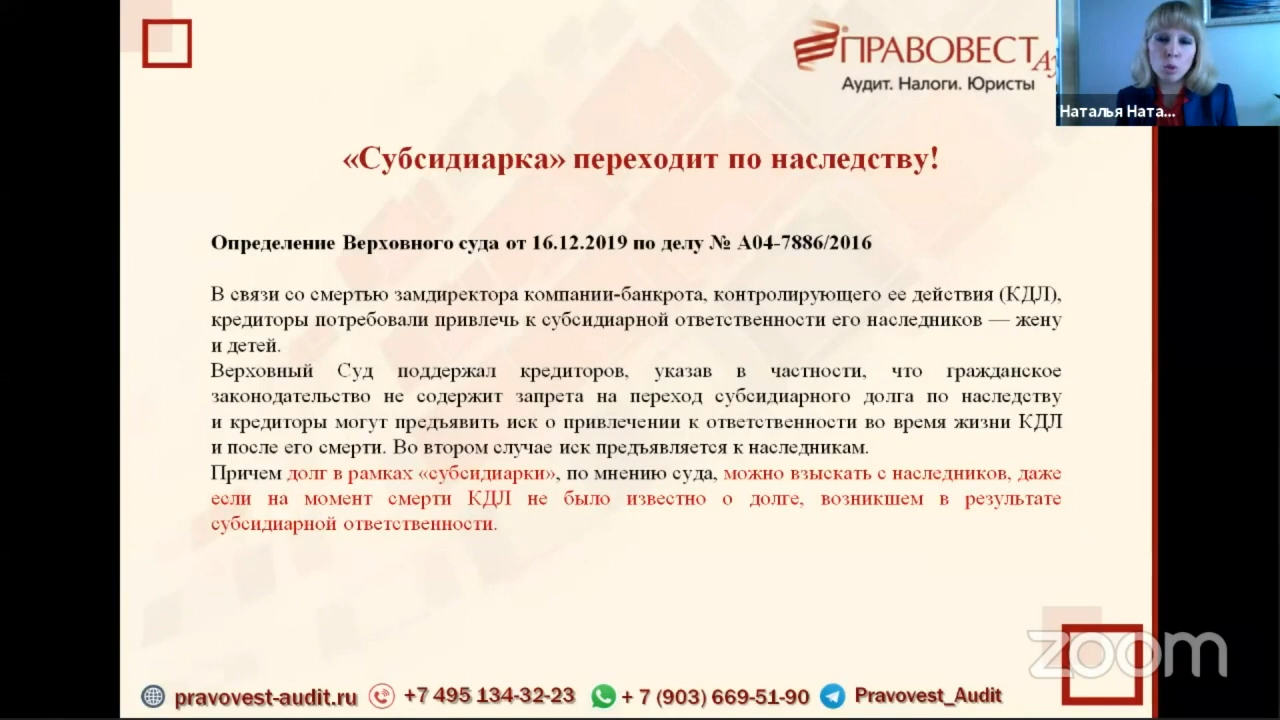 ПРАВОВЕСТ
Аудит. Налоги. Юристы
Наталья Ната...
«Субсидиарка» переходит по наследству!
Определение Верховного суда от 16.12.2019 по делу № А04-7886/2016
В связи со смертью замдиректора компании-банкрота, контролирующего ее действия (КДЛ),
кредиторы потребовали привлечь к субсидиарной ответственности его наследников — жену
и детей.
Верховный Суд поддержал кредиторов, указав в частности, что гражданское
законодательство не содержит запрета на переход субсидиарного долга по наследству
и кредиторы могут предъявить иск о привлечении к ответственности во время жизни КДЛ
и после его смерти. Во втором случае иск предъявляется к наследникам.
Причем долг в рамках «субсидиарки», по мнению суда, можно взыскать с наследников, даже
если на момент смерти КДЛ не было известно о долге, возникшем в результате
субсидиарной ответственности.
zoom
pravovest-audit.ru +7 495 134-32-23 + 7 (903) 669-51-90 Pravovest_Audit